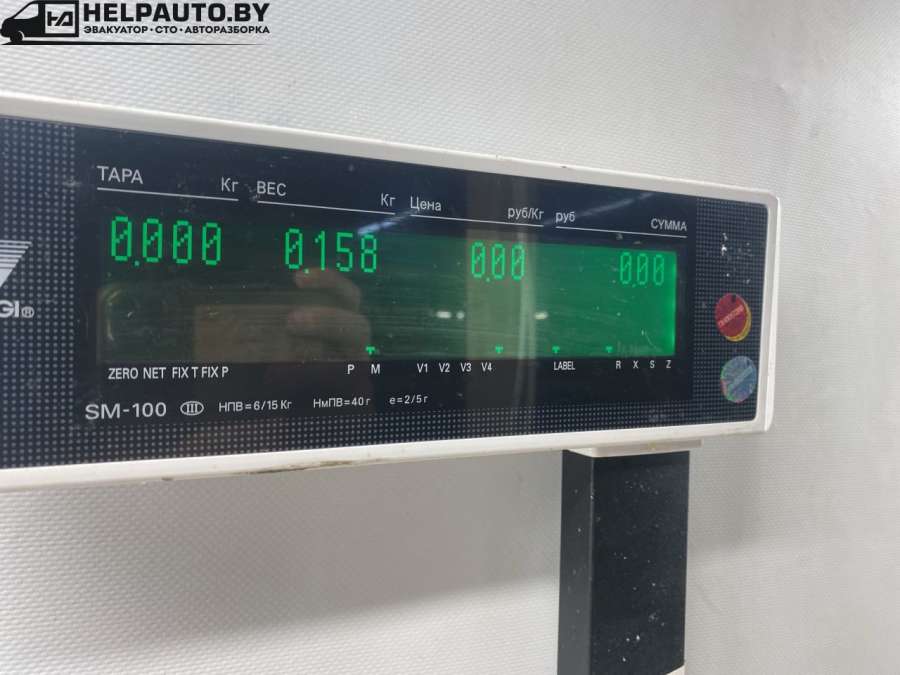 HELPAUTO.BY
ЭВАКУАТОР • СТО • АВТОРАЗБОРКА
ТАРА Кг ВЕС Кг Цена руб/Кг руб СУММА
0.000 0.158 0.00 0.00
GI®
ZERO NET FIX T FIX P P M V1 V2 V3 V4 LABEL R X S Z
SM-100 III НПВ = 6/15 Кг НмПВ = 40 г e = 2/5 г